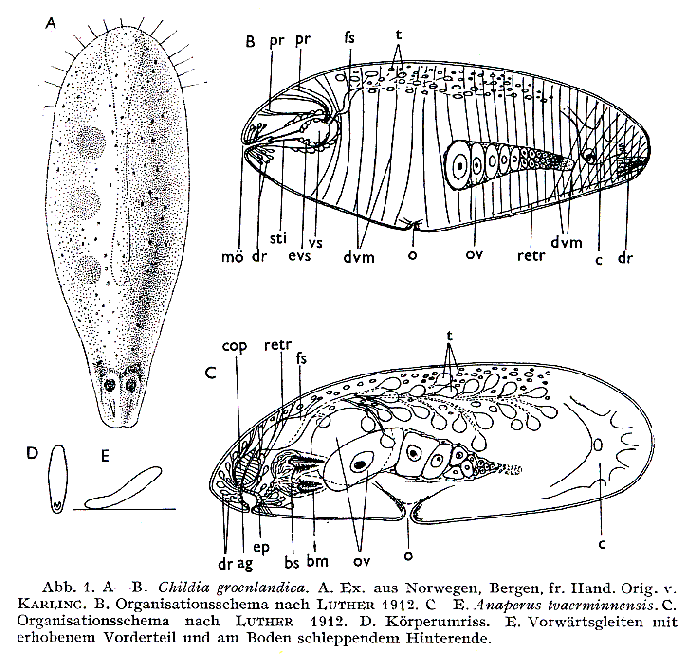 A
B pr pr fs t
mö dr sti evs vs dvm o ov retr dvm c dr
C cop retr fs t
D E
dr ag ep bs bm ov o c
Abb. 1. A B. Childia groenlandica. A. Ex. aus Norwegen, Bergen, fr. Hand. Orig. v.
KARLING. B. Organisationsschema nach LUTHER 1912. C E. Anaperus tvaerminnensis. C.
Organisationsschema nach LUTHER 1912. D. Körperumriss. E. Vorwärtsgleiten mit
erhobenem Vorderteil und am Boden schleppendem Hinterende.